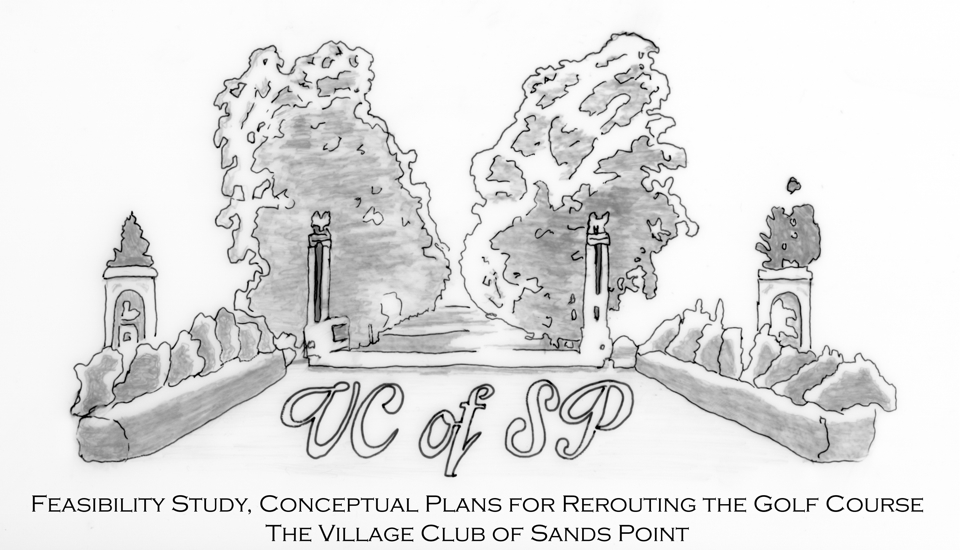 VC of SP
Feasibility Study, Conceptual Plans for Rerouting the Golf Course
The Village Club of Sands Point